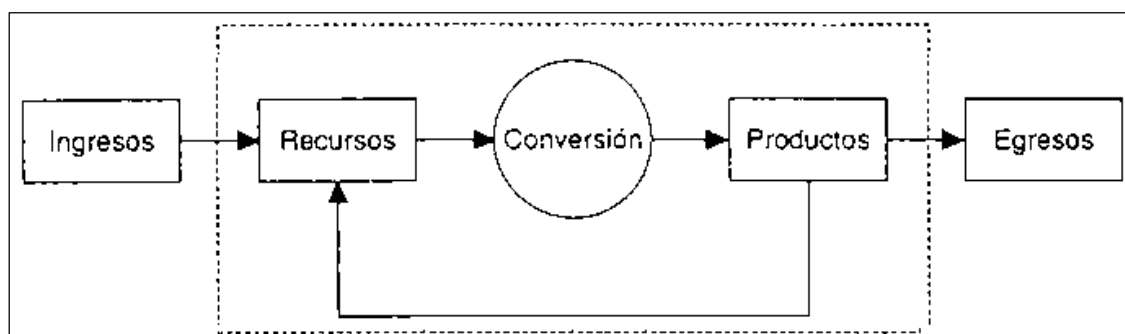 Ingresos
Recursos
Conversión
Productos
Egresos